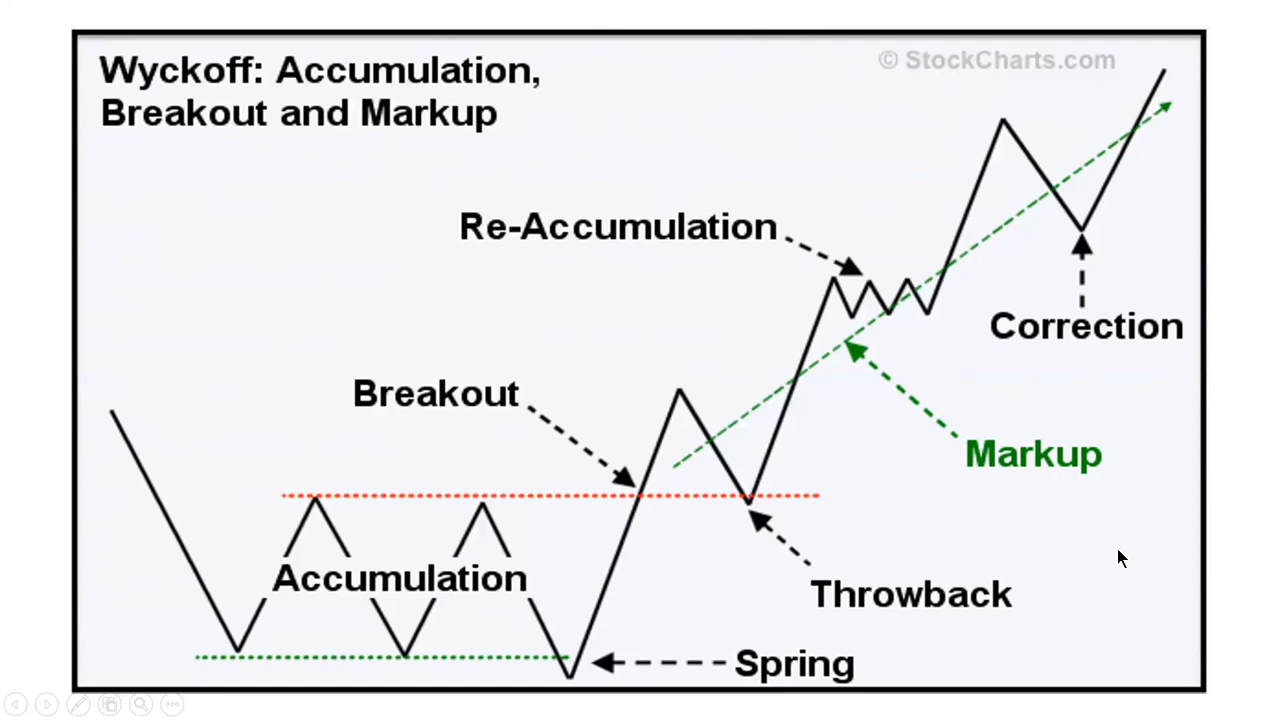 Wyckoff: Accumulation,
Breakout and Markup
© StockCharts.com
Re-Accumulation
Correction
Breakout
Markup
Accumulation
Throwback
Spring